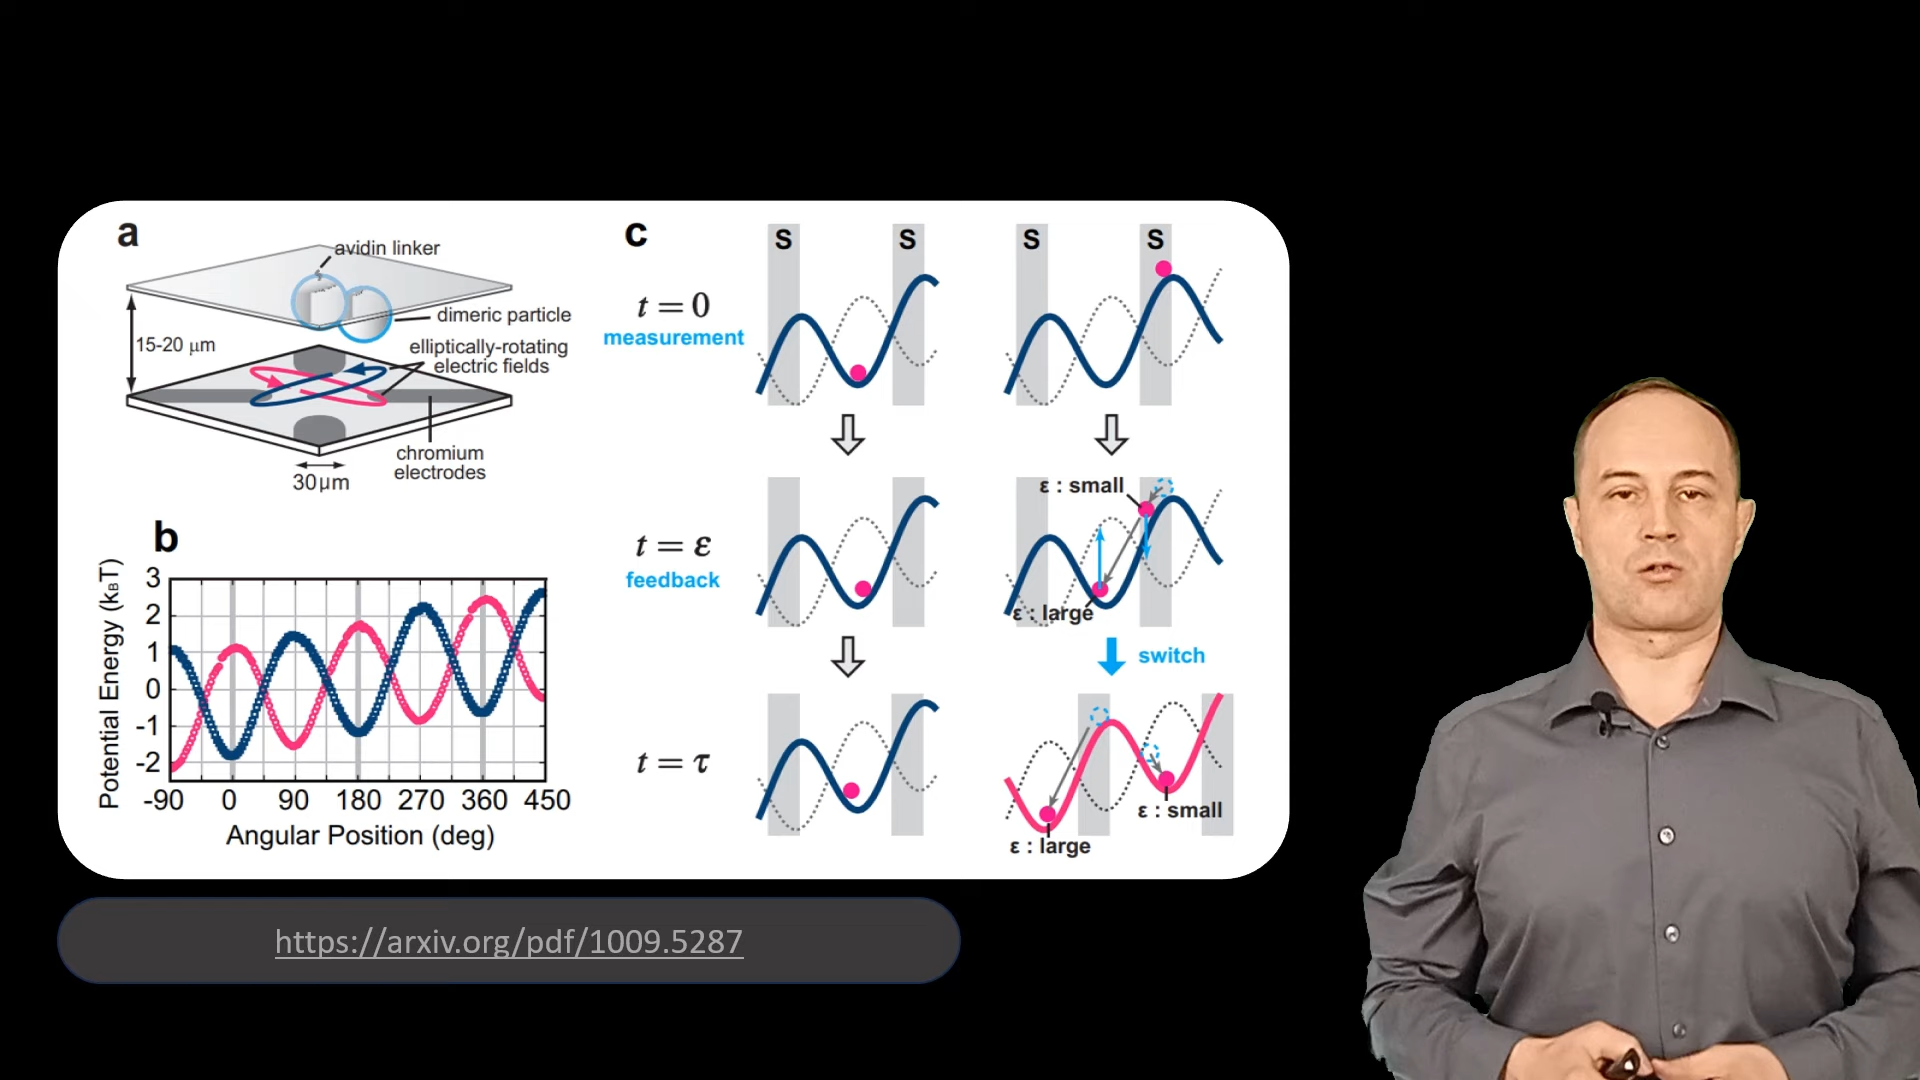 a
avidin linker
dimeric particle
15-20 μm
elliptically-rotating
electric fields
chromium
electrodes
30μm
b
Potential Energy (kBT)
3
2
1
0
-1
-2
-90 0 90 180 270 360 450
Angular Position (deg)
c
S S S S
t = 0
measurement
t = ε
feedback
ε : small
ε : large
switch
t = τ
ε : small
ε : large
https://arxiv.org/pdf/1009.5287